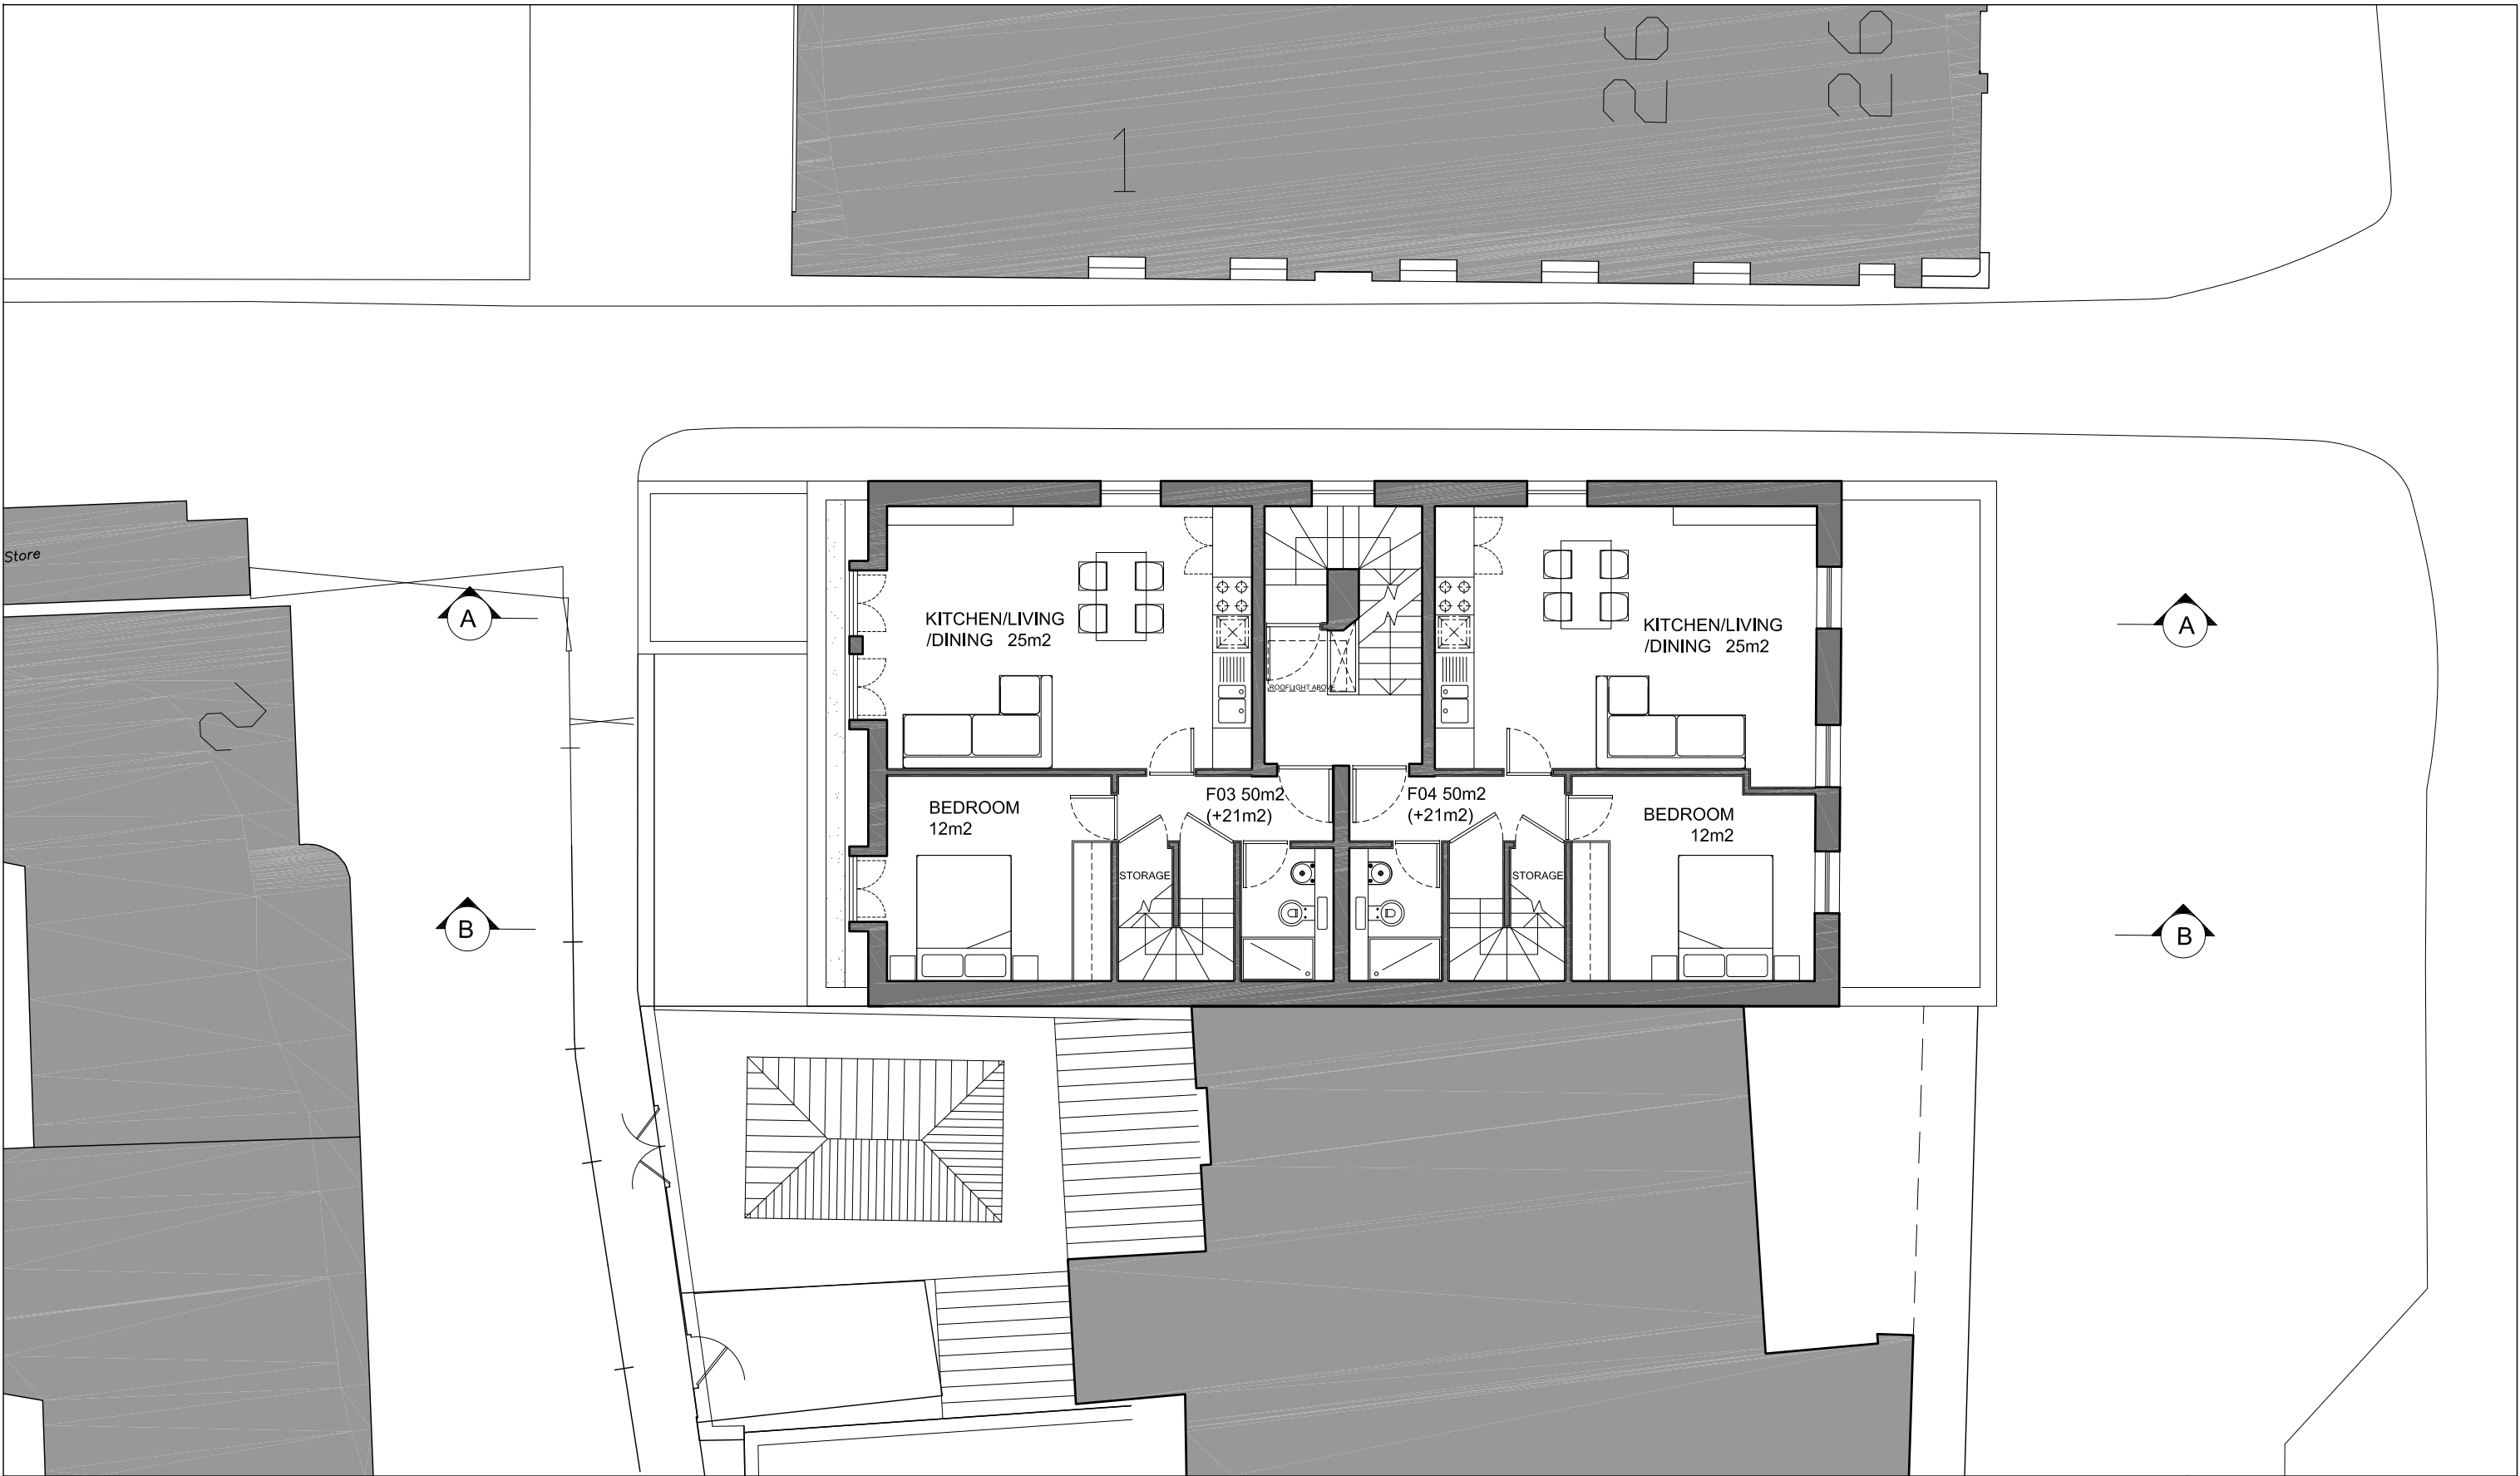 26
26
1
Store
A
KITCHEN/LIVING
/DINING 25m2
KITCHEN/LIVING
/DINING 25m2
A
ROOFLIGHT ABOVE
2
BEDROOM
12m2
F03 50m2
(+21m2)
F04 50m2
(+21m2)
BEDROOM
12m2
STORAGE
STORAGE
B
B